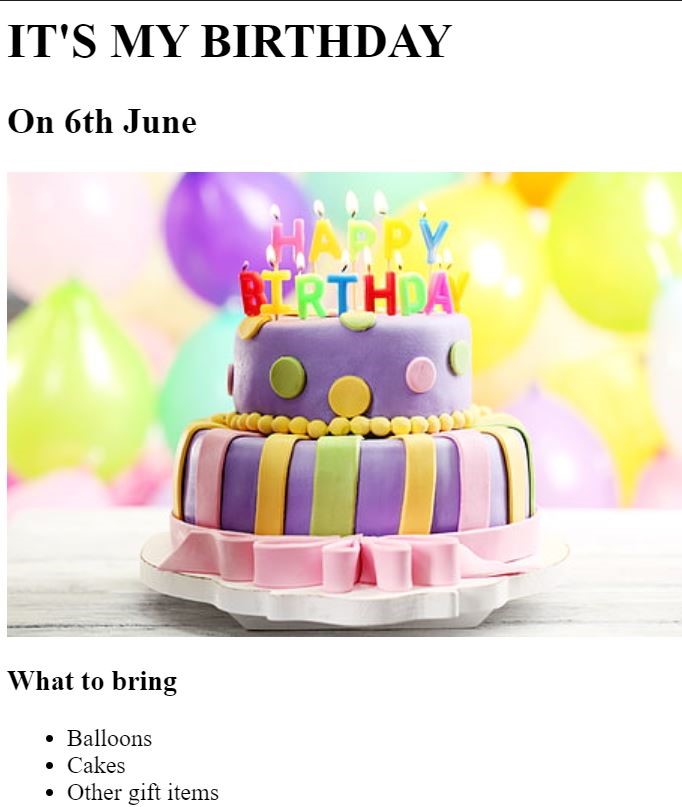 IT'S MY BIRTHDAY
On 6th June
HAPPY
BIRTHDAY
What to bring
Balloons
Cakes
Other gift items